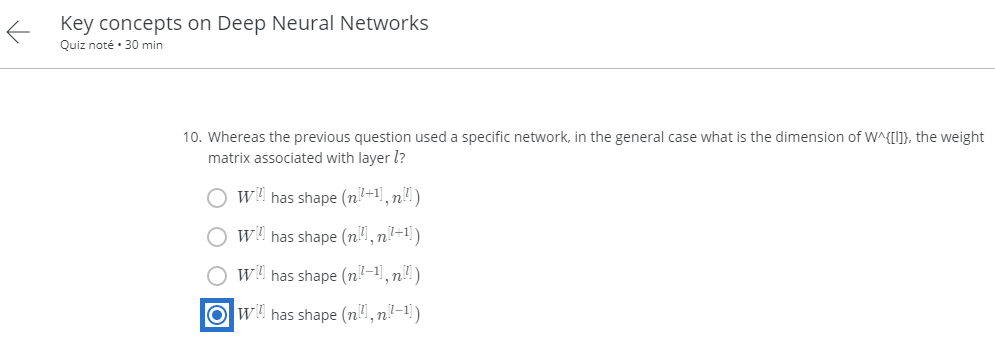 Key concepts on Deep Neural Networks
Quiz noté • 30 min
10. Whereas the previous question used a specific network, in the general case what is the dimension of W^{[l]}, the weight
matrix associated with layer l?
W^[l] has shape (n^[l+1], n^[l])
W^[l] has shape (n^[l], n^[l+1])
W^[l] has shape (n^[l−1], n^[l])
W^[l] has shape (n^[l], n^[l−1])